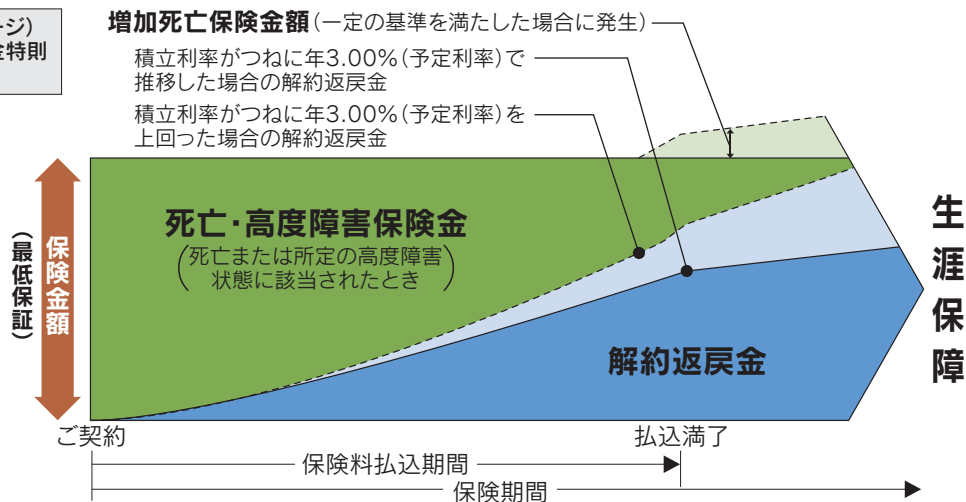 ージ)
金特則
増加死亡保険金額(一定の基準を満たした場合に発生)
積立利率がつねに年3.00%(予定利率)で
推移した場合の解約返戻金
積立利率がつねに年3.00%(予定利率)を
上回った場合の解約返戻金
死亡・高度障害保険金
(死亡または所定の高度障害
状態に該当されたとき)
保険金額
(最低保証)
解約返戻金
生涯保障
ご契約
払込満了
保険料払込期間
保険期間